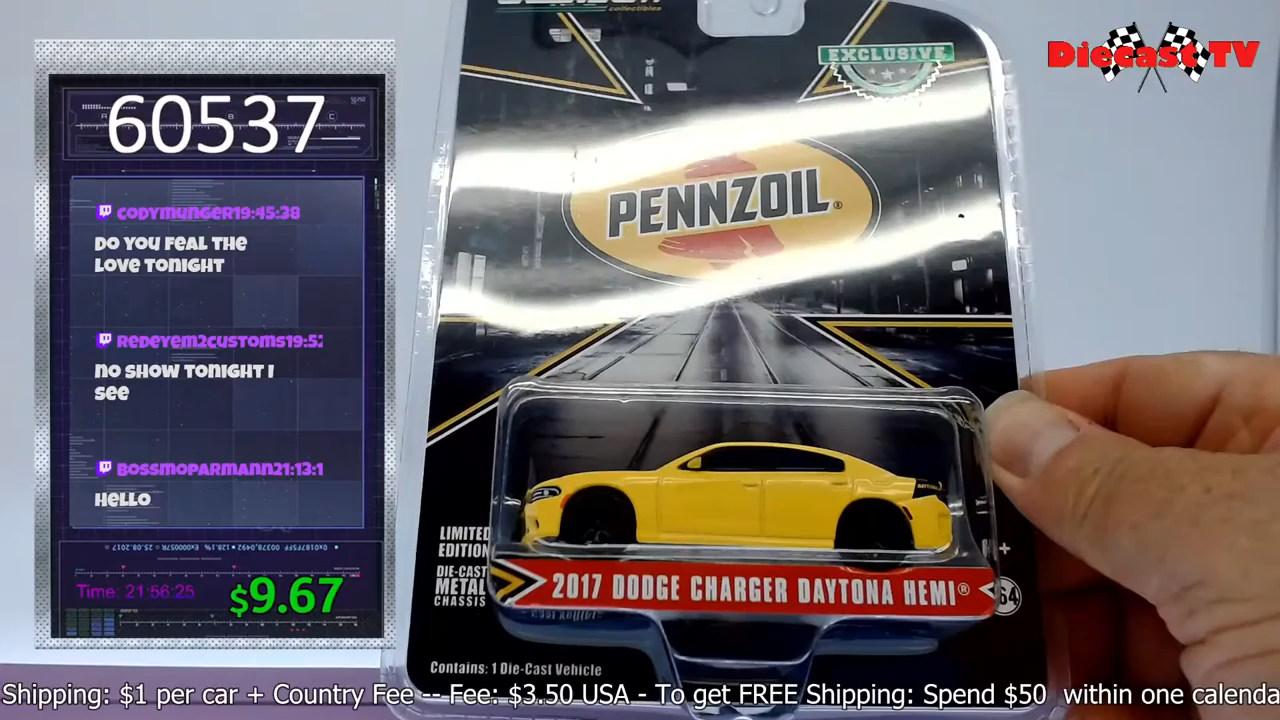 collectibles
EXCLUSIVE
Diecast TV
60537
codymunger19:45:38
Do you feal the
love tonight
redeyem2customs19:52
no show tonight I
see
bossmoparmann21:13:1
Hello
Time: 21:56:25
$9.67
PENNZOIL®
LIMITED
EDITION
DIE-CAST
METAL
CHASSIS
2017 DODGE CHARGER DAYTONA HEMI®
64
Contains: 1 Die-Cast Vehicle
Shipping: $1 per car + Country Fee -- Fee: $3.50 USA - To get FREE Shipping: Spend $50 within one calenda